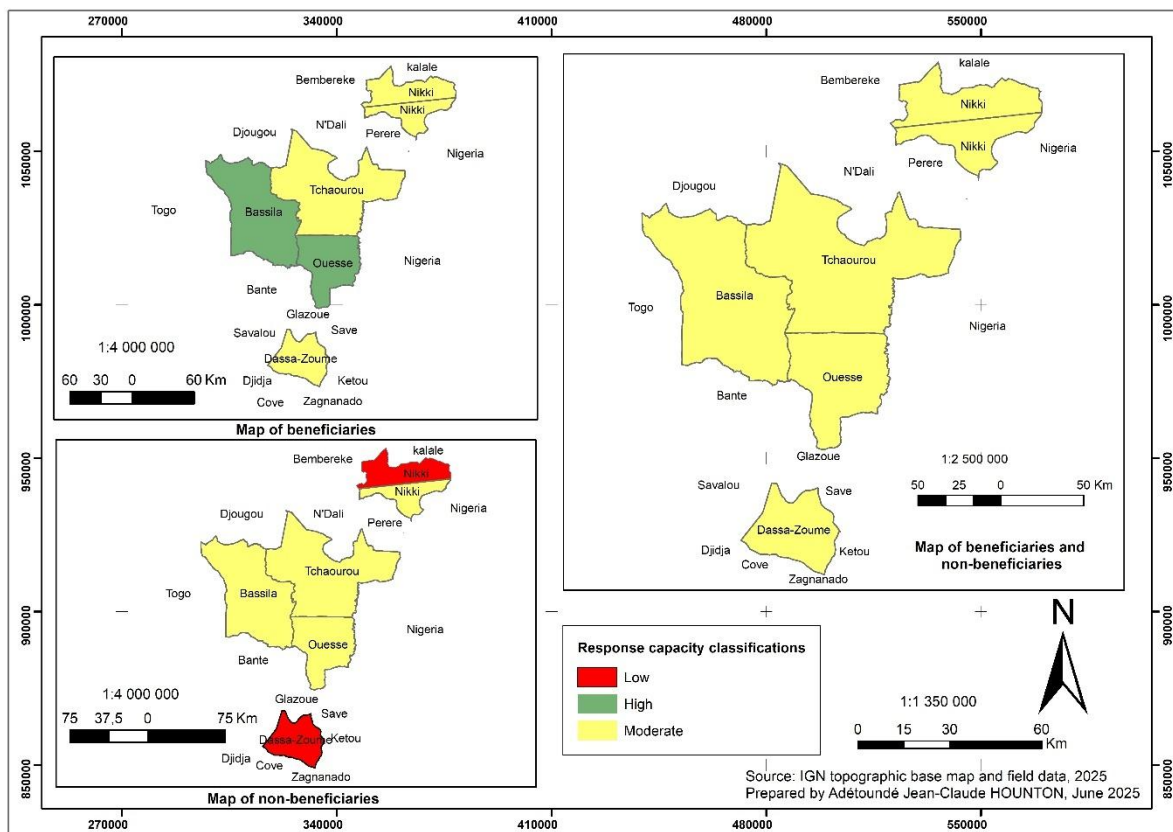 270000 340000 410000 480000 550000
kalale
Bembereke
Nikki
Nikki
N'Dali
Perere
Djougou
Nigeria
Tchaourou
Togo
Bassila
Ouesse
Nigeria
Bante
Glazoue
Savalou
Save
1:4 000 000
Dassa-Zoume
60 30 0 60 Km
Djidja
Ketou
Cove
Zagnanado
Map of beneficiaries
Bembereke
kalale
Nikki
Nikki
Djougou
N'Dali
Perere
Nigeria
Tchaourou
Togo
Bassila
Nigeria
Ouesse
Bante
1:4 000 000
Glazoue
Save
75 37,5 0 75 Km
Dassa-Zoume
Ketou
Djidja
Cove
Zagnanado
Map of non-beneficiaries
kalale
Bembereke
Nikki
Nikki
Nigeria
Perere
N'Dali
Djougou
Tchaourou
Bassila
Togo
Nigeria
Ouesse
Bante
Glazoue
1:2 500 000
Savalou
Save
50 25 0 50 Km
Dassa-Zoume
Djidja
Ketou
Cove
Zagnanado
Map of beneficiaries and
non-beneficiaries
Response capacity classifications
Low
High
Moderate
N
1:1 350 000
0 15 30 60
Km
Source: IGN topographic base map and field data, 2025
Prepared by Adétoundé Jean-Claude HOUNTON, June 2025
1050000
1000000
9500000
900000
8500000
1050000
1000000
950000
900000
8500000
270000 340000 410000 480000 550000